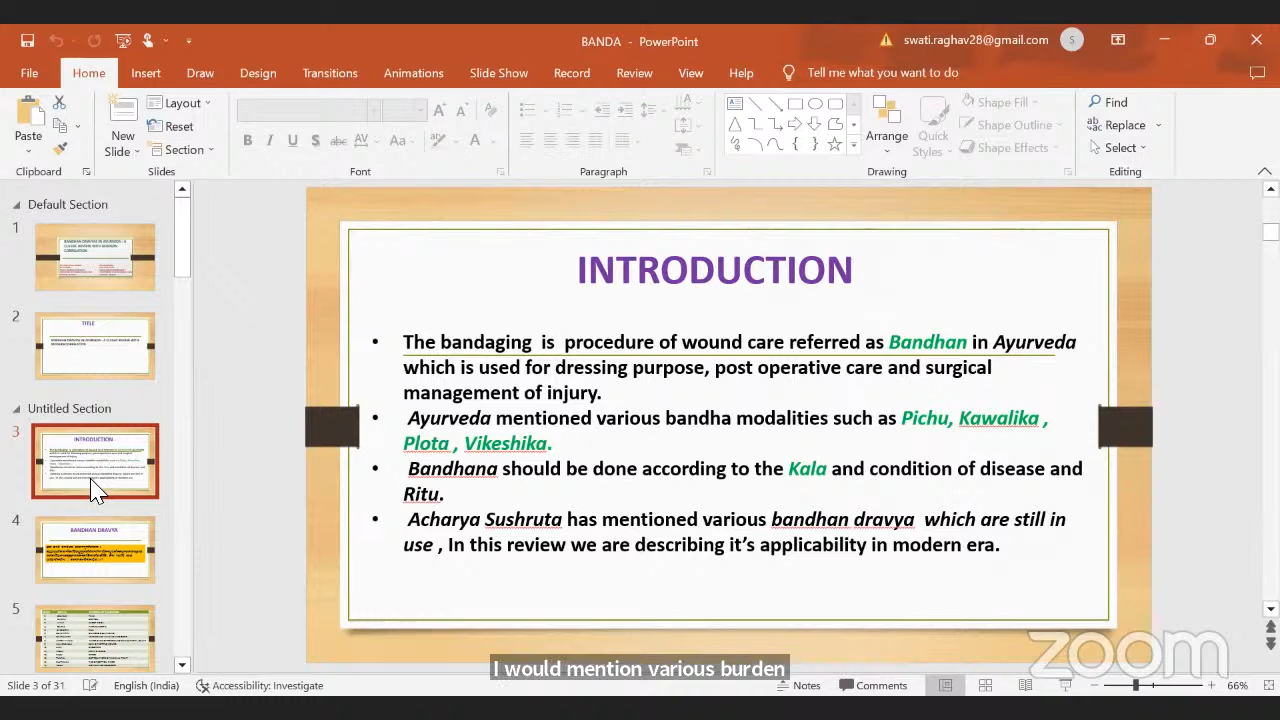 BANDA - PowerPoint
swati.raghav28@gmail.com
S
File
Home
Insert
Draw
Design
Transitions
Animations
Slide Show
Record
Review
View
Help
Tell me what you want to do
Paste
Clipboard
New
Slide
Layout
Reset
Section
Slides
Font
Paragraph
Arrange
Quick
Styles
Shape Fill
Shape Outline
Shape Effects
Drawing
Find
Replace
Select
Editing
Default Section
1
2
TITLE
Untitled Section
3
INTRODUCTION
4
BANDHAN DRAVYA
5
INTRODUCTION
• The bandaging is procedure of wound care referred as Bandhan in Ayurveda
which is used for dressing purpose, post operative care and surgical
management of injury.
• Ayurveda mentioned various bandha modalities such as Pichu, Kawalika ,
Plota , Vikeshika.
• Bandhana should be done according to the Kala and condition of disease and
Ritu.
• Acharya Sushruta has mentioned various bandhan dravya which are still in
use , In this review we are describing it's applicability in modern era.
zoom
I would mention various burden
Slide 3 of 31
English (India)
Accessibility: Investigate
Notes
Comments
66%